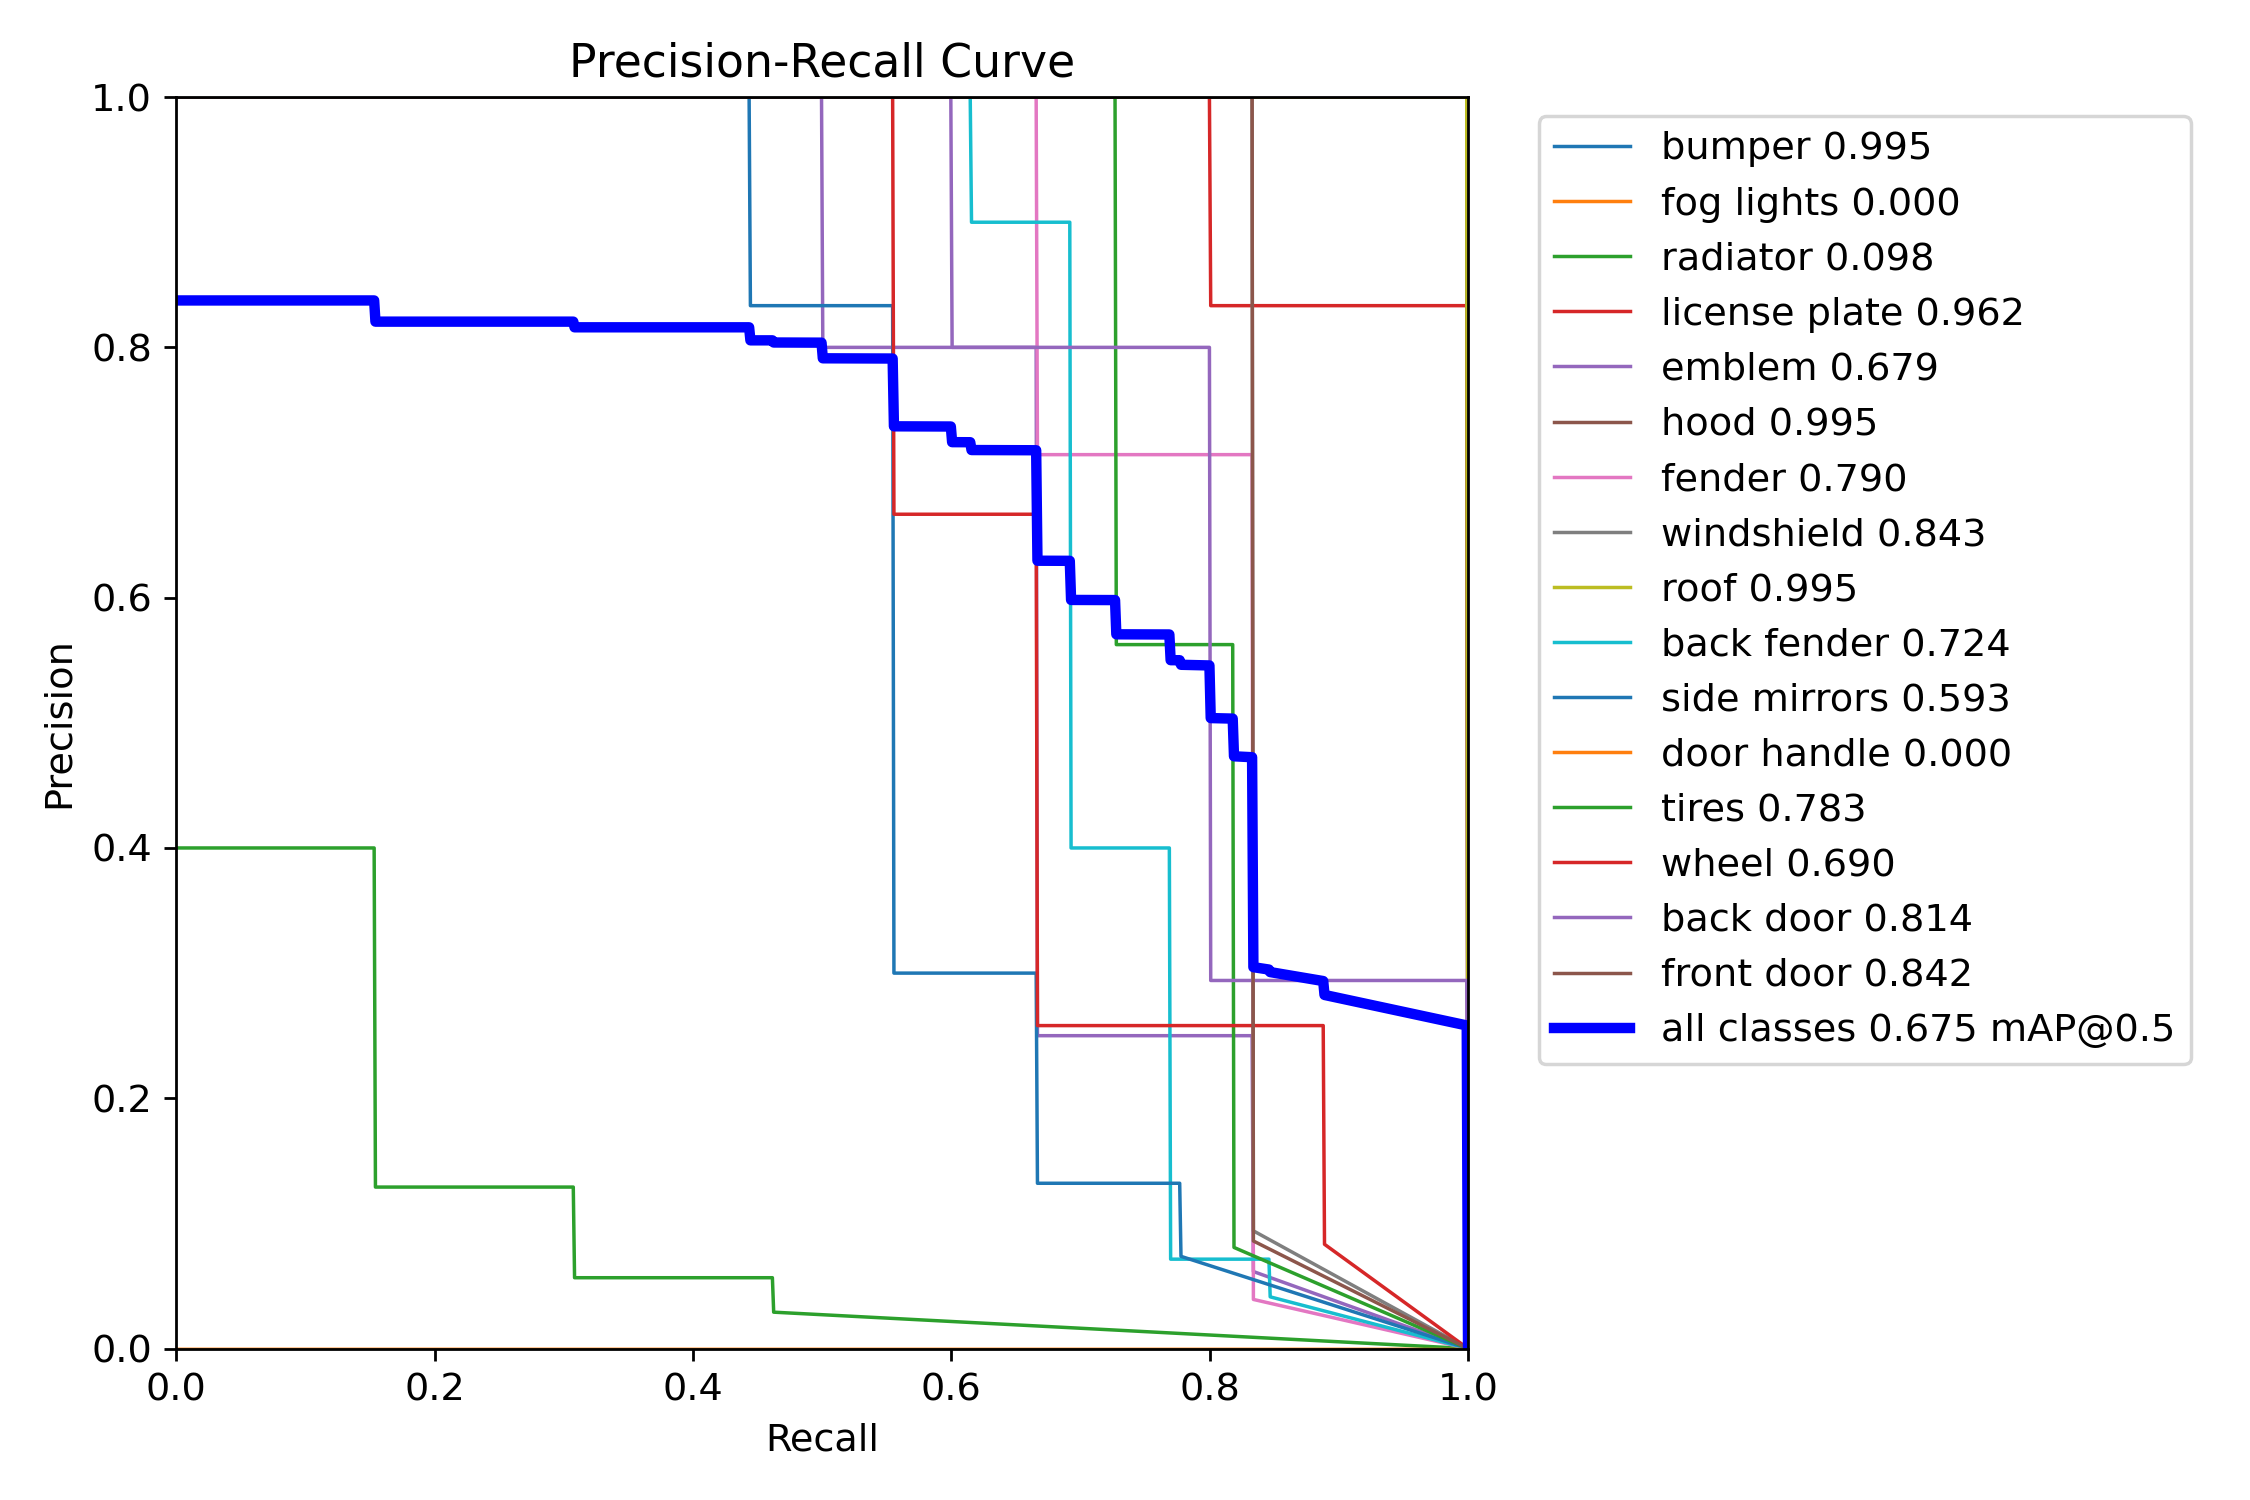 Precision-Recall Curve
1.0
0.8
0.6
0.4
0.2
0.0
Precision
0.0 0.2 0.4 0.6 0.8 1.0
Recall
bumper 0.995
fog lights 0.000
radiator 0.098
license plate 0.962
emblem 0.679
hood 0.995
fender 0.790
windshield 0.843
roof 0.995
back fender 0.724
side mirrors 0.593
door handle 0.000
tires 0.783
wheel 0.690
back door 0.814
front door 0.842
all classes 0.675 mAP@0.5